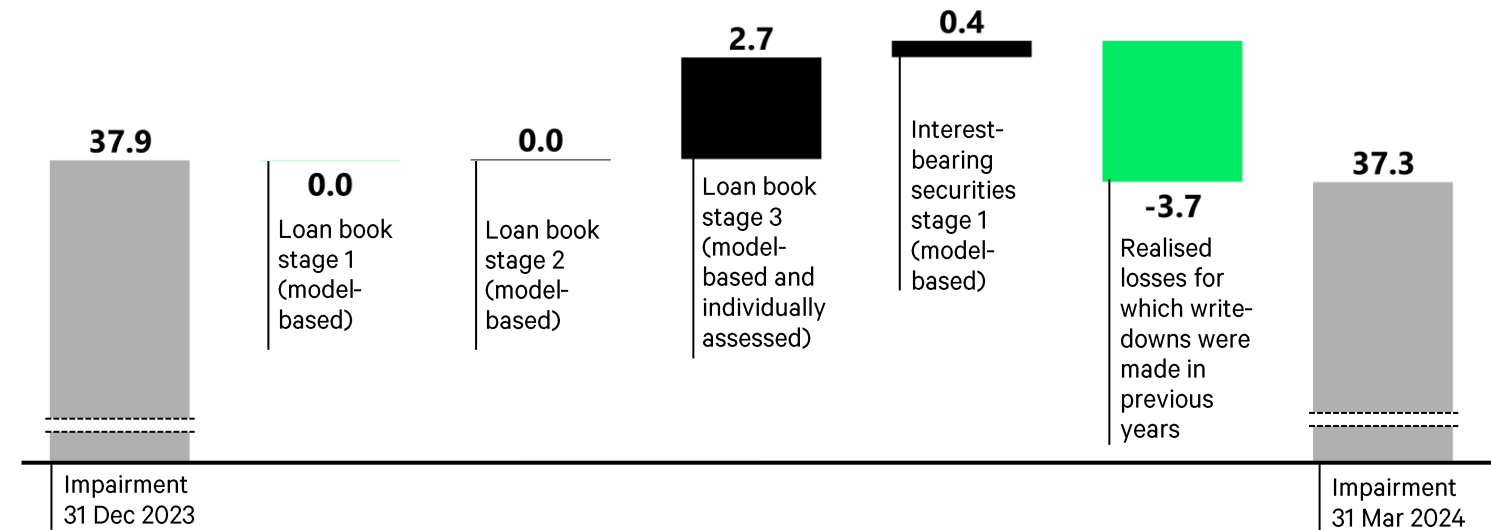 37.9
Impairment
31 Dec 2023
0.0
Loan book
stage 1
(model-
based)
0.0
Loan book
stage 2
(model-
based)
2.7
Loan book
stage 3
(model-
based and
individually
assessed)
0.4
Interest-
bearing
securities
stage 1
(model-
based)
-3.7
Realised
losses for
which write-
downs were
made in
previous
years
37.3
Impairment
31 Mar 2024